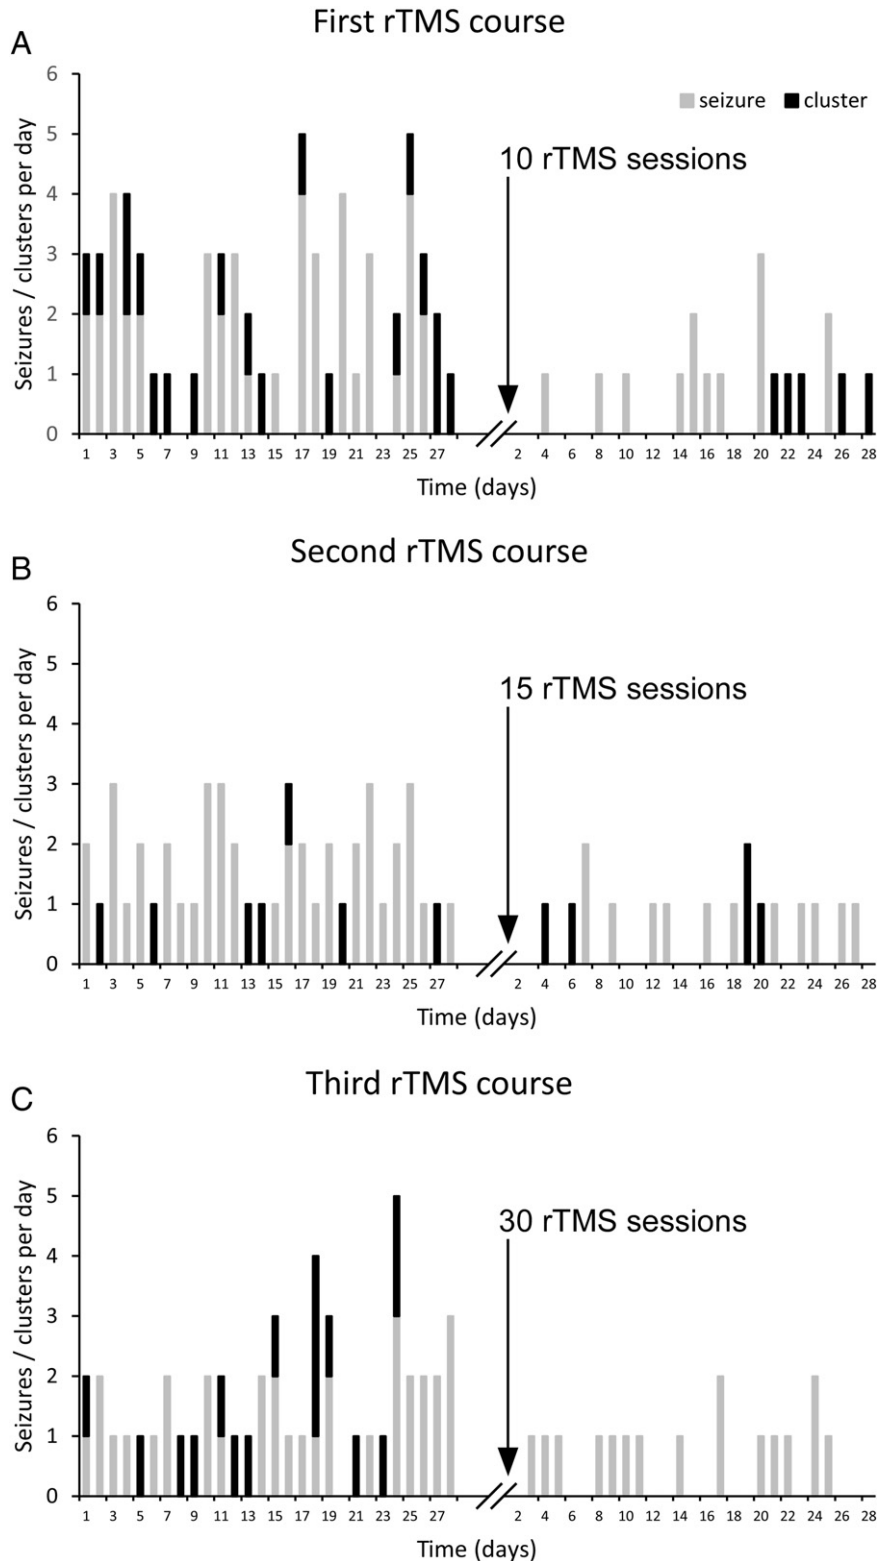 First rTMS course
A
6
seizure cluster
5
10 rTMS sessions
4
3
2
1
0
Seizures / clusters per day
1 3 5 7 9 11 13 15 17 19 21 23 25 27 2 4 6 8 10 12 14 16 18 20 22 24 26 28
Time (days)
Second rTMS course
B
6
5
15 rTMS sessions
4
3
2
1
0
Seizures / clusters per day
1 3 5 7 9 11 13 15 17 19 21 23 25 27 2 4 6 8 10 12 14 16 18 20 22 24 26 28
Time (days)
Third rTMS course
C
6
5
30 rTMS sessions
4
3
2
1
0
Seizures / clusters per day
1 3 5 7 9 11 13 15 17 19 21 23 25 27 2 4 6 8 10 12 14 16 18 20 22 24 26 28
Time (days)